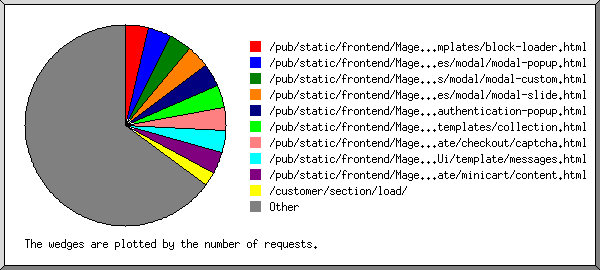 /pub/static/frontend/Mage...mplates/block-loader.html
/pub/static/frontend/Mage...es/modal/modal-popup.html
/pub/static/frontend/Mage...s/modal/modal-custom.html
/pub/static/frontend/Mage...es/modal/modal-slide.html
/pub/static/frontend/Mage...authentication-popup.html
/pub/static/frontend/Mage...templates/collection.html
/pub/static/frontend/Mage...ate/checkout/captcha.html
/pub/static/frontend/Mage...Ui/template/messages.html
/pub/static/frontend/Mage...ate/minicart/content.html
/customer/section/load/
Other
The wedges are plotted by the number of requests.